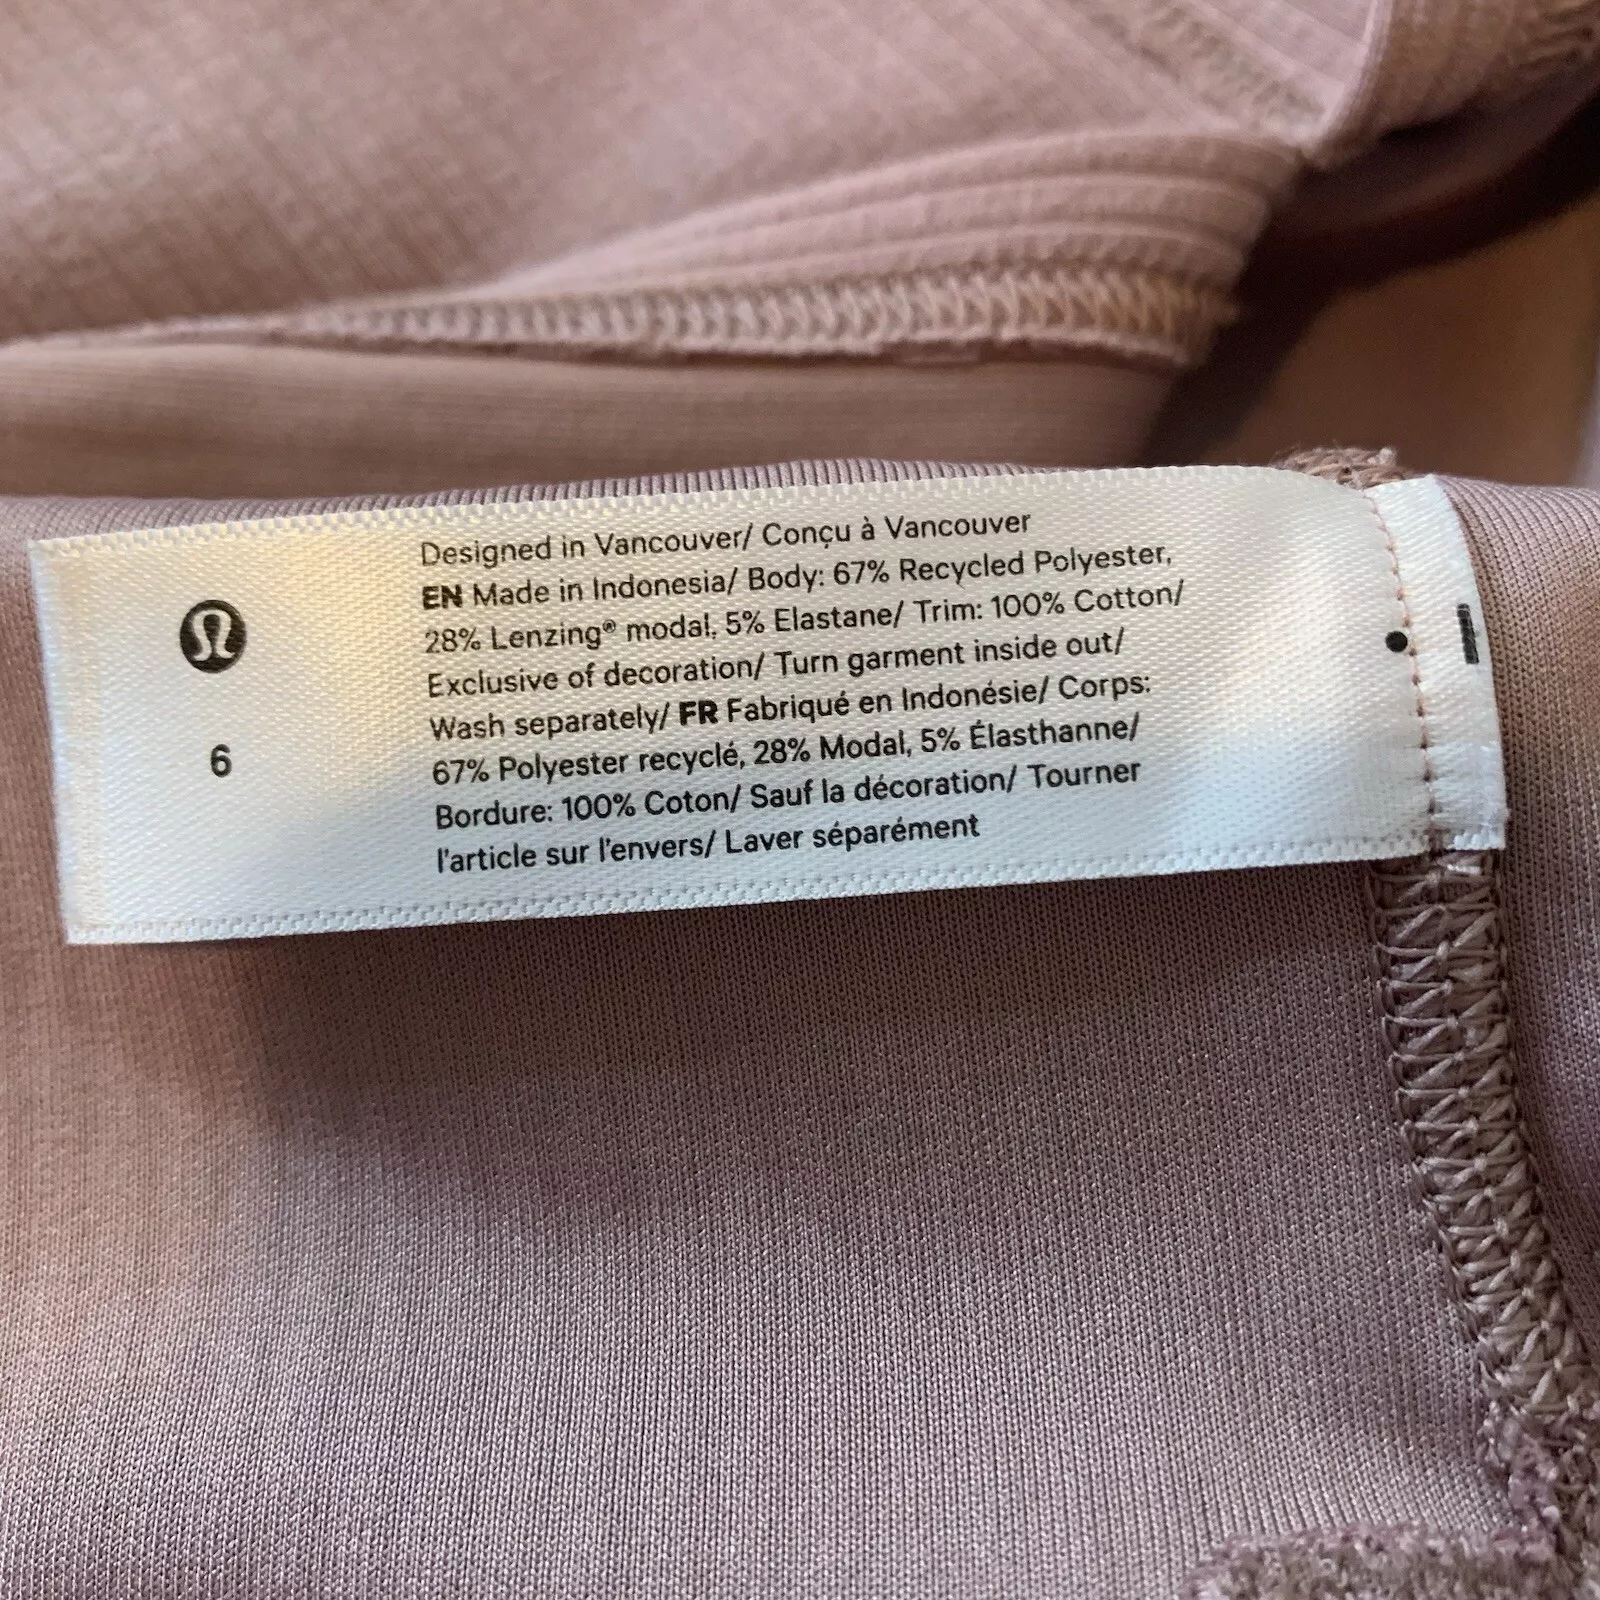 Designed in Vancouver/ Conçu à Vancouver
EN Made in Indonesia/ Body: 67% Recycled Polyester,
28% Lenzing® modal, 5% Elastane/ Trim: 100% Cotton/
Exclusive of decoration/ Turn garment inside out/
Wash separately/ FR Fabriqué en Indonésie/ Corps:
67% Polyester recyclé, 28% Modal, 5% Élasthanne/
Bordure: 100% Coton/ Sauf la décoration/ Tourner
l'article sur l'envers/ Laver séparément
6